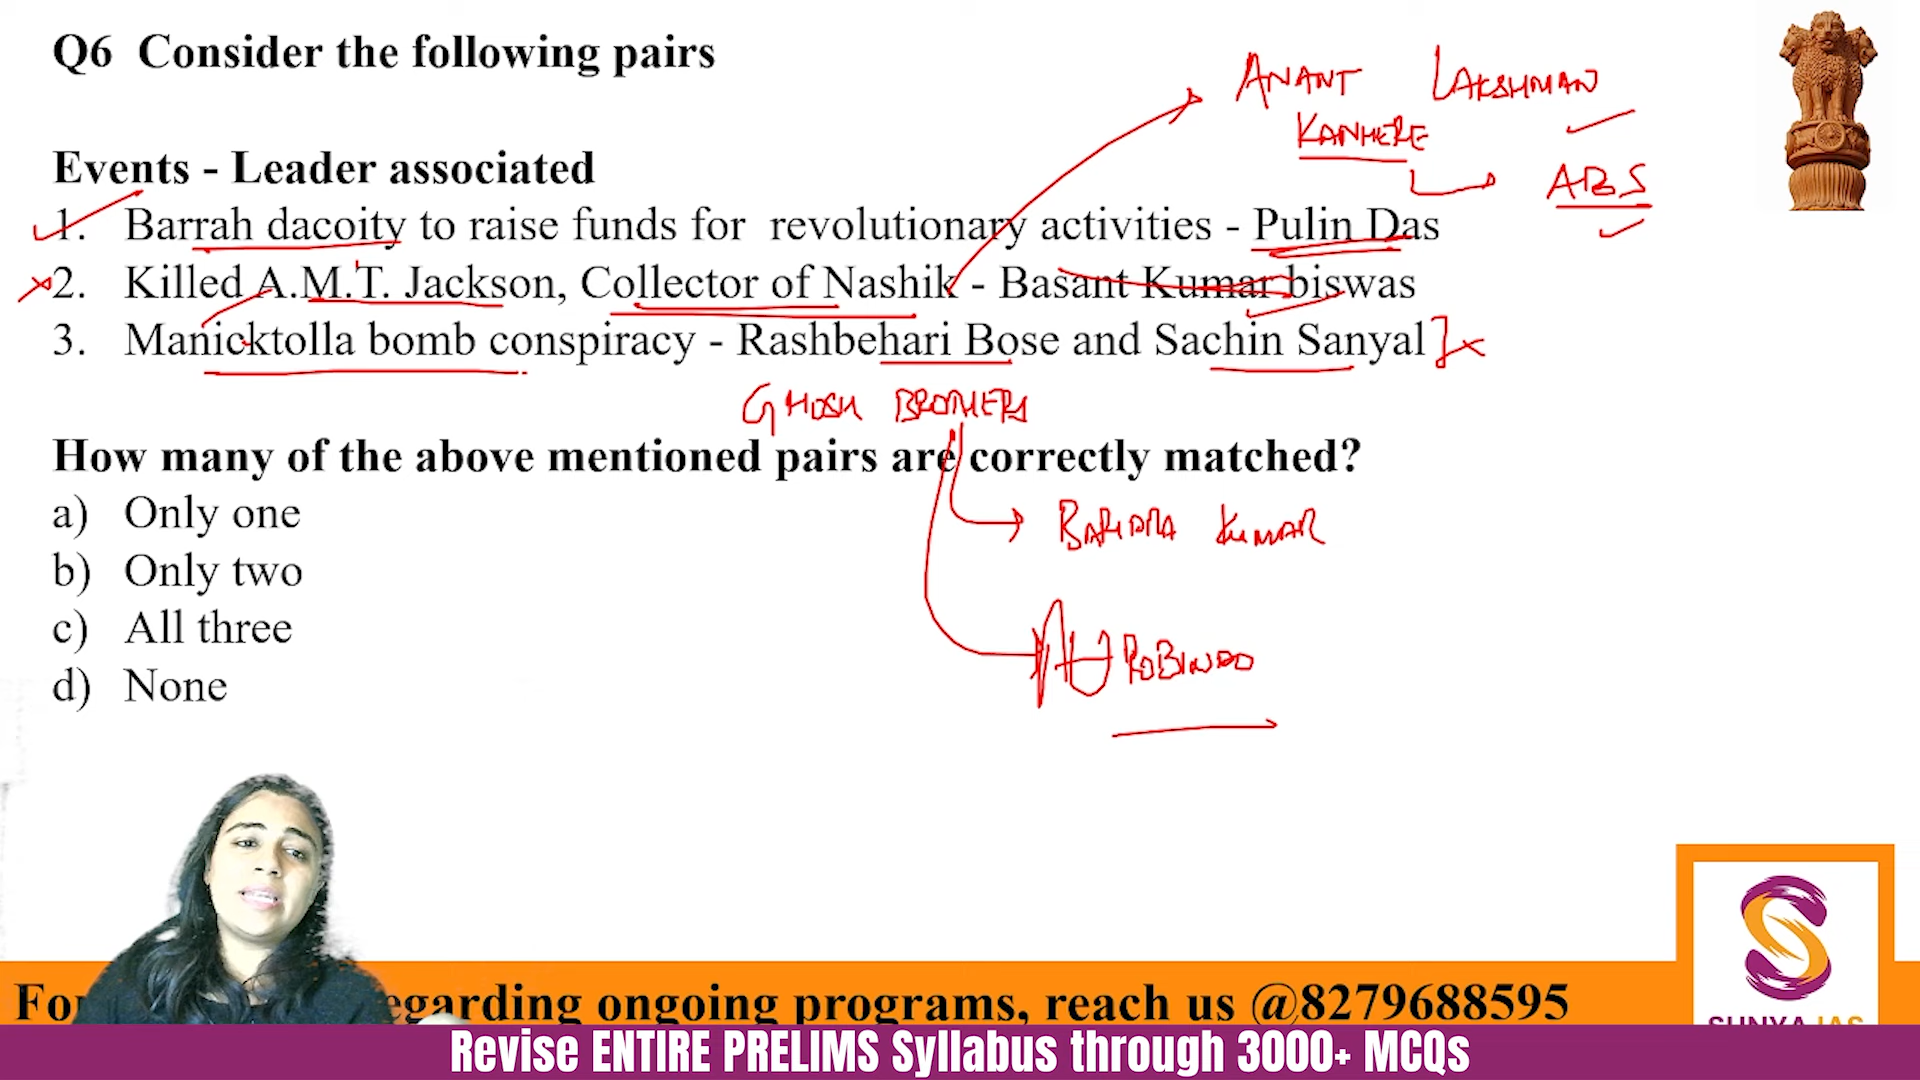 Q6 Consider the following pairs
ANANT LAKSHMAN
KANHERE
ABS
Events - Leader associated
1. Barrah dacoity to raise funds for revolutionary activities - Pulin Das
2. Killed A.M.T. Jackson, Collector of Nashik - Basant Kumar biswas
3. Manicktolla bomb conspiracy - Rashbehari Bose and Sachin Sanyal
GHOSH BROTHERS
How many of the above mentioned pairs are correctly matched?
a) Only one
b) Only two
c) All three
d) None
KUMAR
AUROBINDO
egarding ongoing programs, reach us @8279688595
SUNYA IAS
Revise ENTIRE PRELIMS Syllabus through 3000+ MCQs